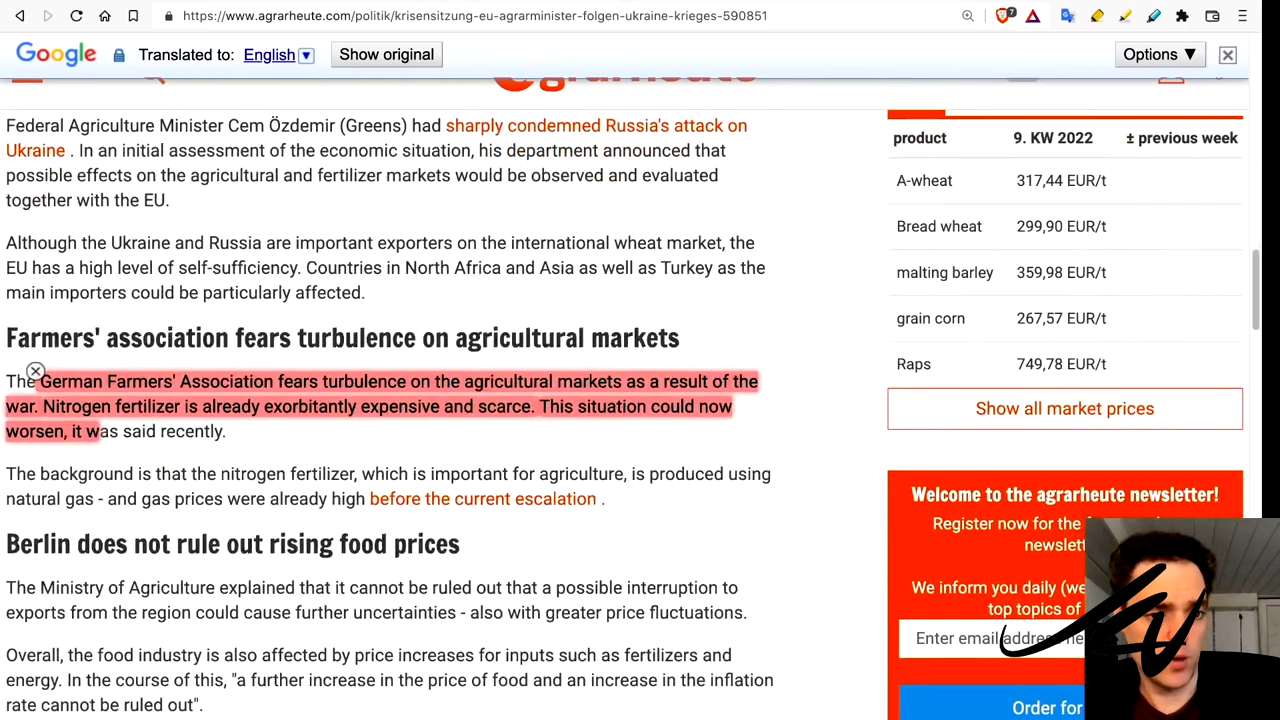 https://www.agrarheute.com/politik/krisensitzung-eu-agrarminister-folgen-ukraine-krieges-590851
7
Google Translated to: English ▼ Show original Options ▼
Federal Agriculture Minister Cem Özdemir (Greens) had sharply condemned Russia's attack on
Ukraine . In an initial assessment of the economic situation, his department announced that
possible effects on the agricultural and fertilizer markets would be observed and evaluated
together with the EU.
Although the Ukraine and Russia are important exporters on the international wheat market, the
EU has a high level of self-sufficiency. Countries in North Africa and Asia as well as Turkey as the
main importers could be particularly affected.
Farmers' association fears turbulence on agricultural markets
The German Farmers' Association fears turbulence on the agricultural markets as a result of the
war. Nitrogen fertilizer is already exorbitantly expensive and scarce. This situation could now
worsen, it was said recently.
The background is that the nitrogen fertilizer, which is important for agriculture, is produced using
natural gas - and gas prices were already high before the current escalation .
Berlin does not rule out rising food prices
The Ministry of Agriculture explained that it cannot be ruled out that a possible interruption to
exports from the region could cause further uncertainties - also with greater price fluctuations.
Overall, the food industry is also affected by price increases for inputs such as fertilizers and
energy. In the course of this, "a further increase in the price of food and an increase in the inflation
rate cannot be ruled out".
product 9. KW 2022 ± previous week
A-wheat 317,44 EUR/t
Bread wheat 299,90 EUR/t
malting barley 359,98 EUR/t
grain corn 267,57 EUR/t
Raps 749,78 EUR/t
Show all market prices
Welcome to the agrarheute newsletter!
Register now for the
We inform you daily
top topics of
Enter email address
Order for